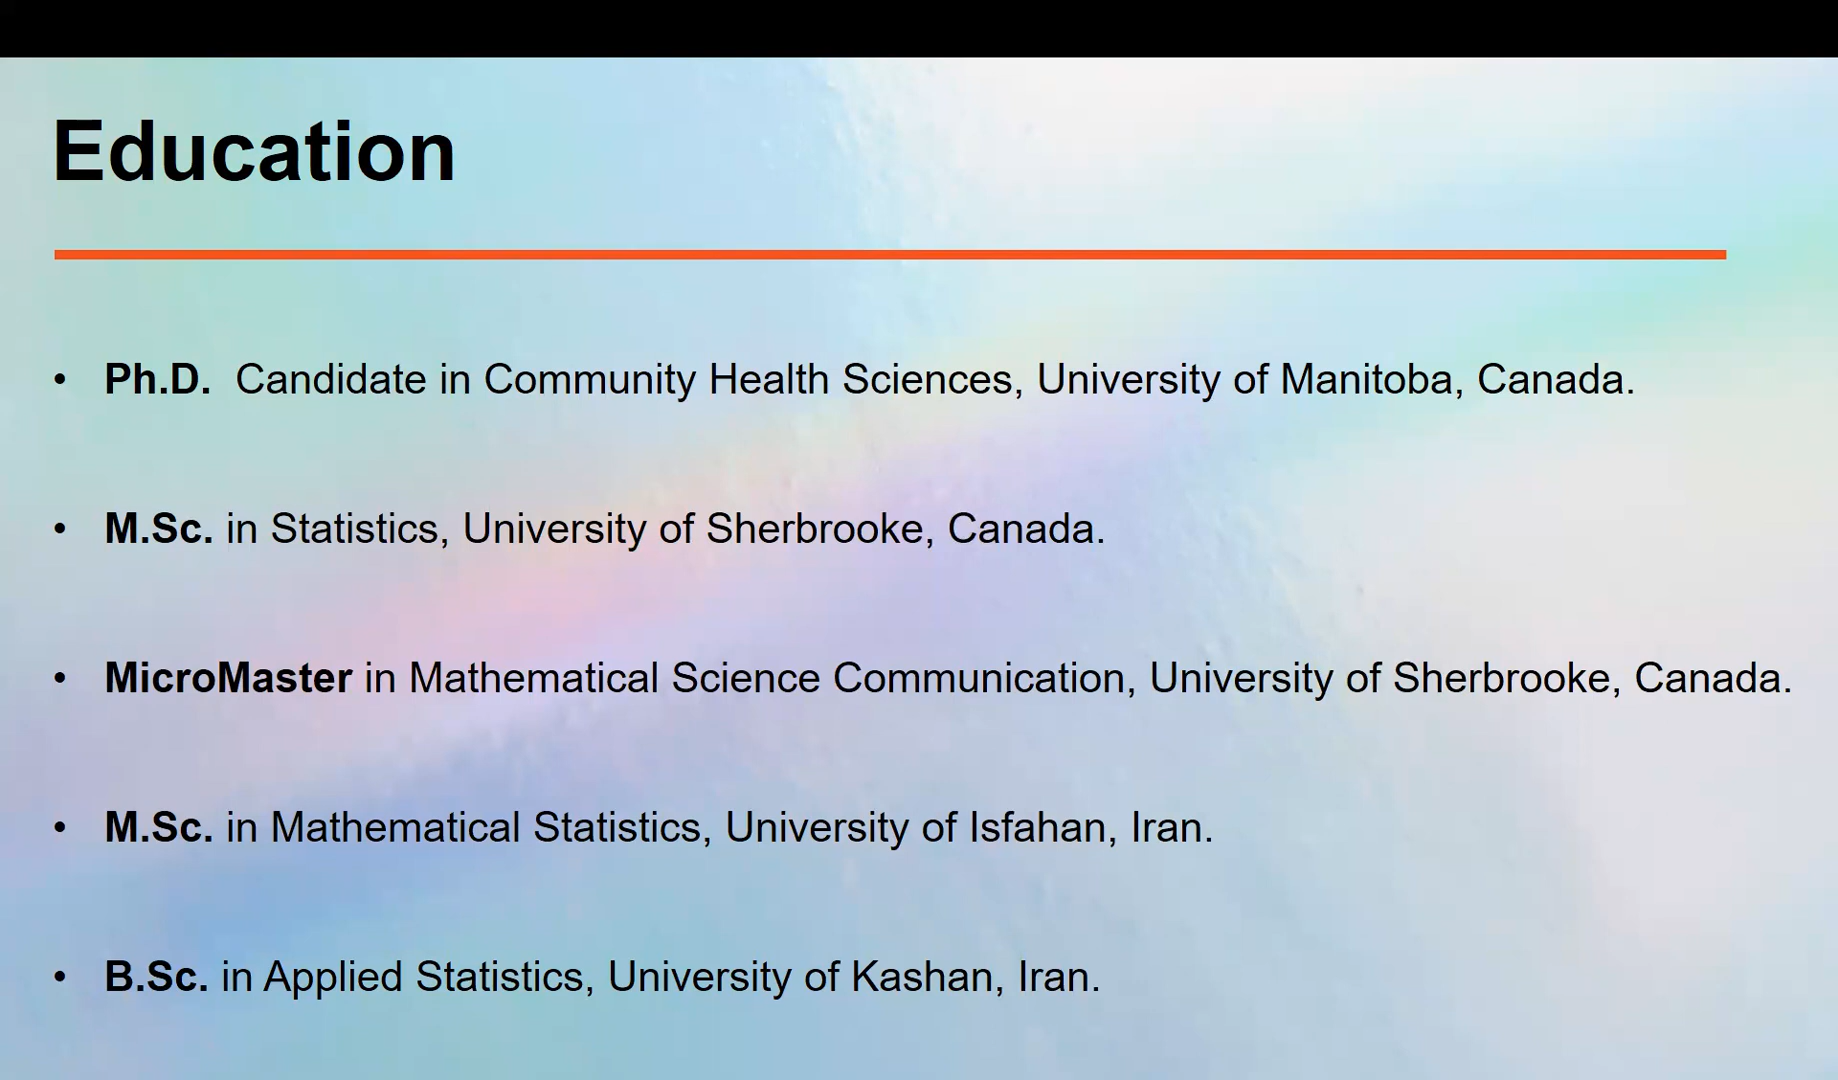 Education
• Ph.D.  Candidate in Community Health Sciences, University of Manitoba, Canada.
• M.Sc. in Statistics, University of Sherbrooke, Canada.
• MicroMaster in Mathematical Science Communication, University of Sherbrooke, Canada.
• M.Sc. in Mathematical Statistics, University of Isfahan, Iran.
• B.Sc. in Applied Statistics, University of Kashan, Iran.